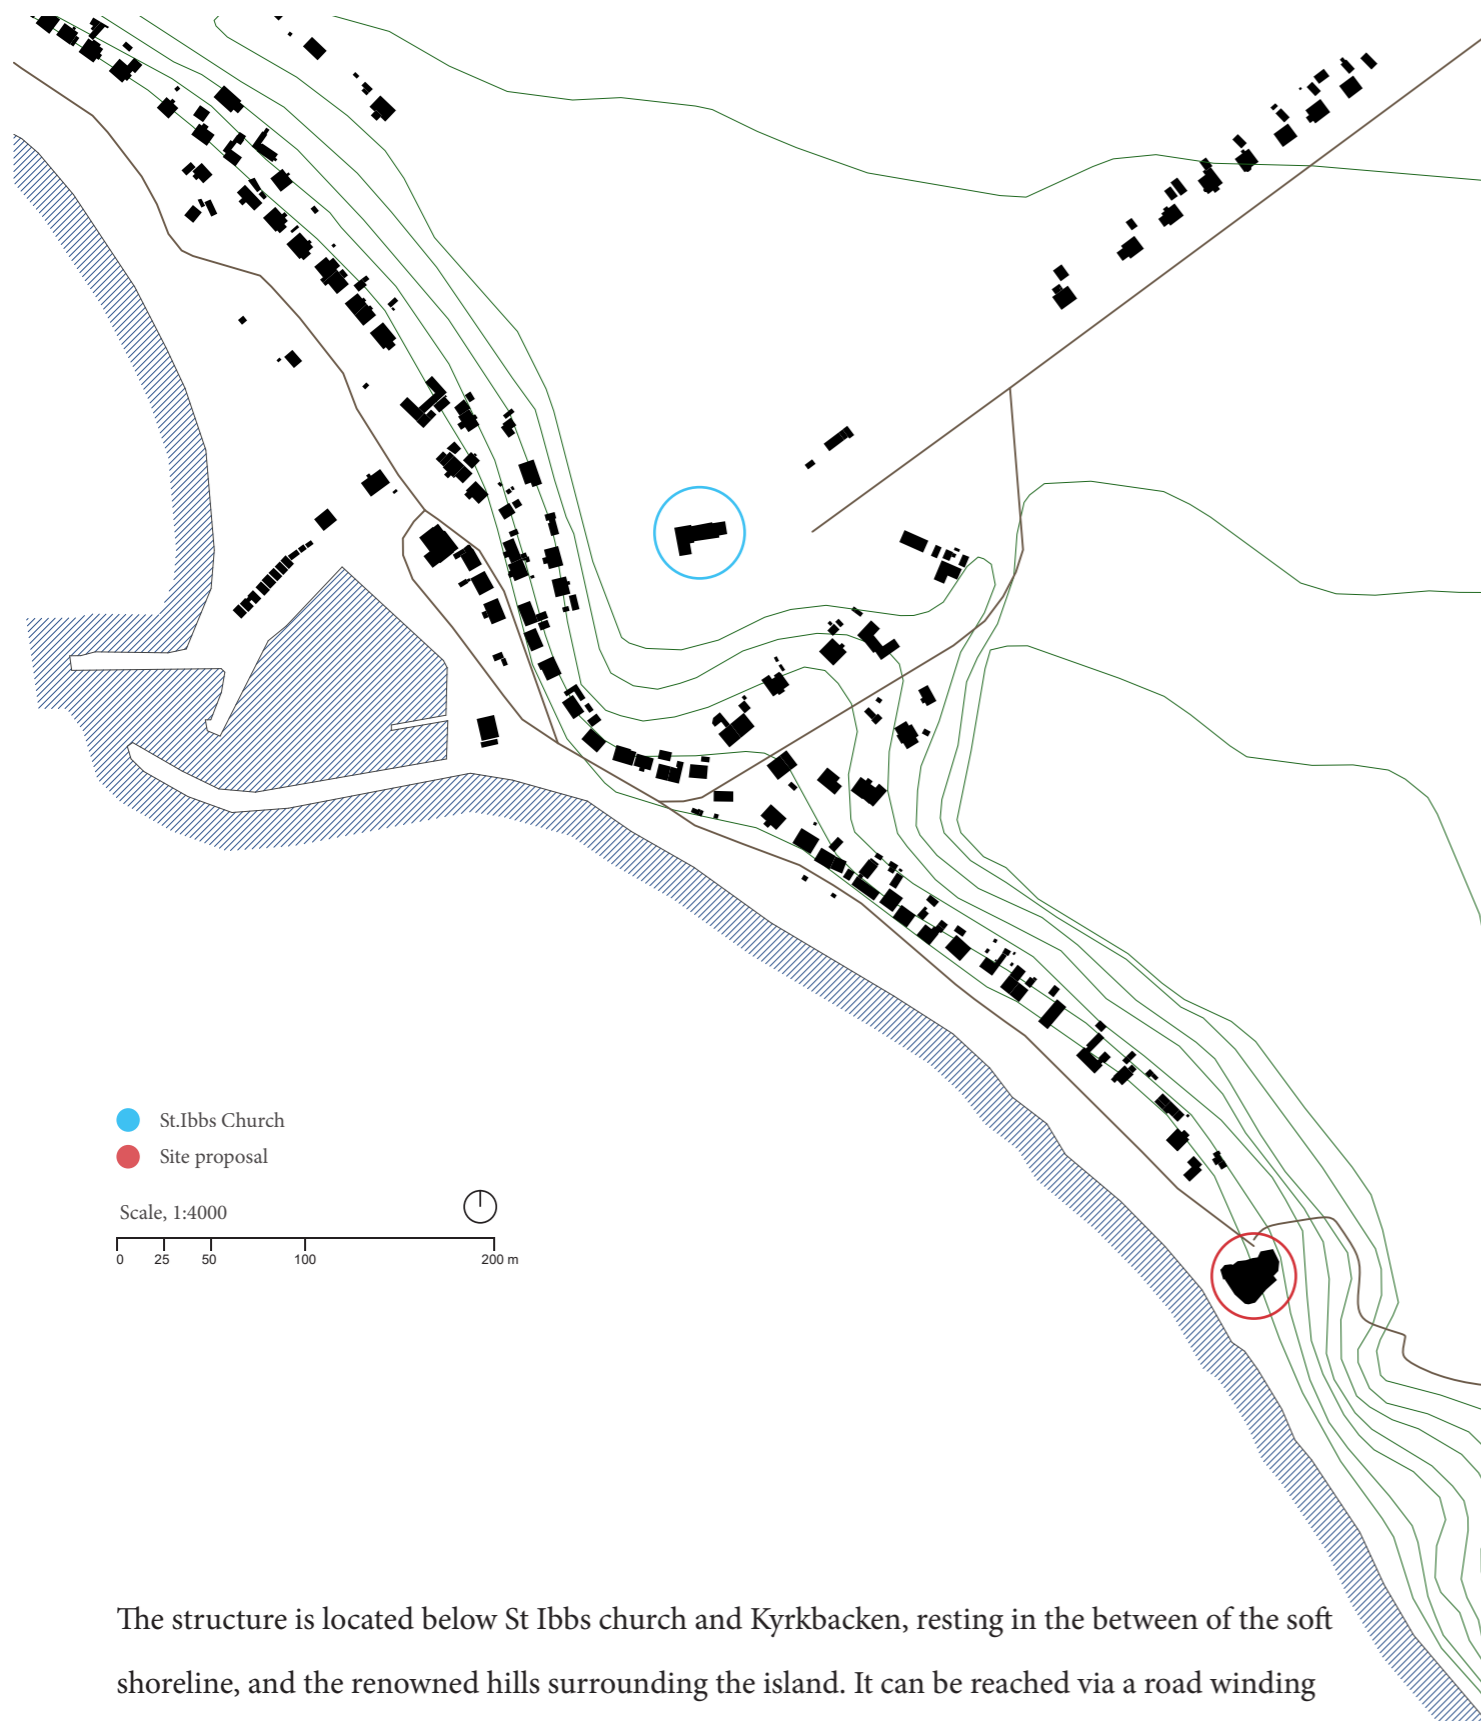 St.Ibbs Church
Site proposal
Scale, 1:4000
0 25 50 100 200 m
The structure is located below St Ibbs church and Kyrkbacken, resting in the between of the soft
shoreline, and the renowned hills surrounding the island. It can be reached via a road winding